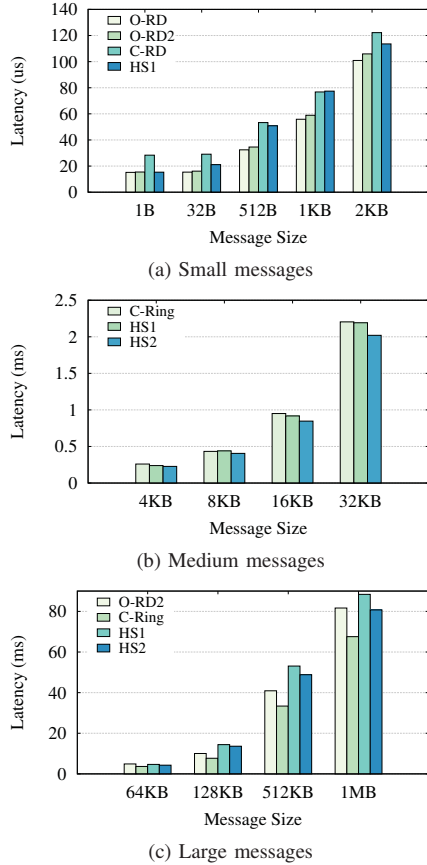 140
120
100
80
60
40
20
0
Latency (us)
O-RD
O-RD2
C-RD
HS1
1B 32B 512B 1KB 2KB
Message Size
(a) Small messages
2.5
2
1.5
1
0.5
0
Latency (ms)
C-Ring
HS1
HS2
4KB 8KB 16KB 32KB
Message Size
(b) Medium messages
80
60
40
20
0
Latency (ms)
O-RD2
C-Ring
HS1
HS2
64KB 128KB 512KB 1MB
Message Size
(c) Large messages